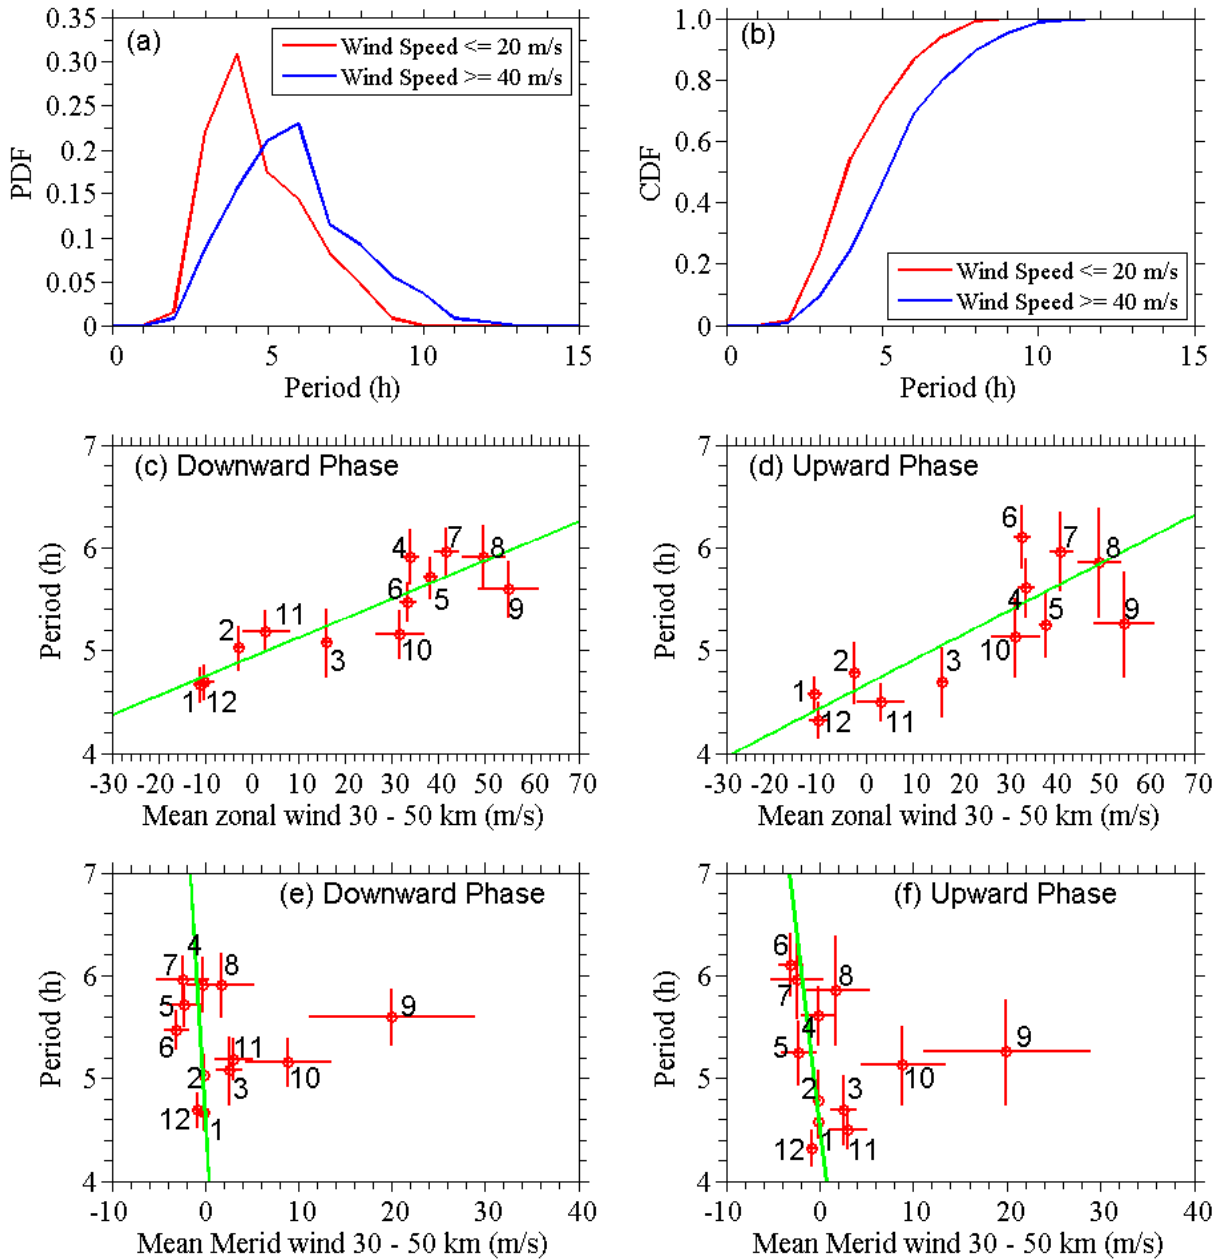 (a)
Wind Speed <= 20 m/s
Wind Speed >= 40 m/s
0.35
0.30
0.25
0.2
0.15
0.1
0.05
0
PDF
0 5 10 15
Period (h)
(b)
1.0
0.8
0.6
0.4
0.2
0
CDF
Wind Speed <= 20 m/s
Wind Speed >= 40 m/s
0 5 10 15
Period (h)
(c) Downward Phase
7
6
5
4
Period (h)
4 7 8
6 5 9
2 11 3 10
1 12
-30 -20 -10 0 10 20 30 40 50 60 70
Mean zonal wind 30 - 50 km (m/s)
(d) Upward Phase
7
6
5
4
Period (h)
6 7 8
4 5 9
2 3 10
1 12 11
-30 -20 -10 0 10 20 30 40 50 60 70
Mean zonal wind 30 - 50 km (m/s)
(e) Downward Phase
7
6
5
4
Period (h)
4
7 8
5 9
6 11
2 3 10
12 1
-10 0 10 20 30 40
Mean Merid wind 30 - 50 km (m/s)
(f) Upward Phase
7
6
5
4
Period (h)
6
7 8
4
5 9
2 3 10
12 1 11
-10 0 10 20 30 40
Mean Merid wind 30 - 50 km (m/s)